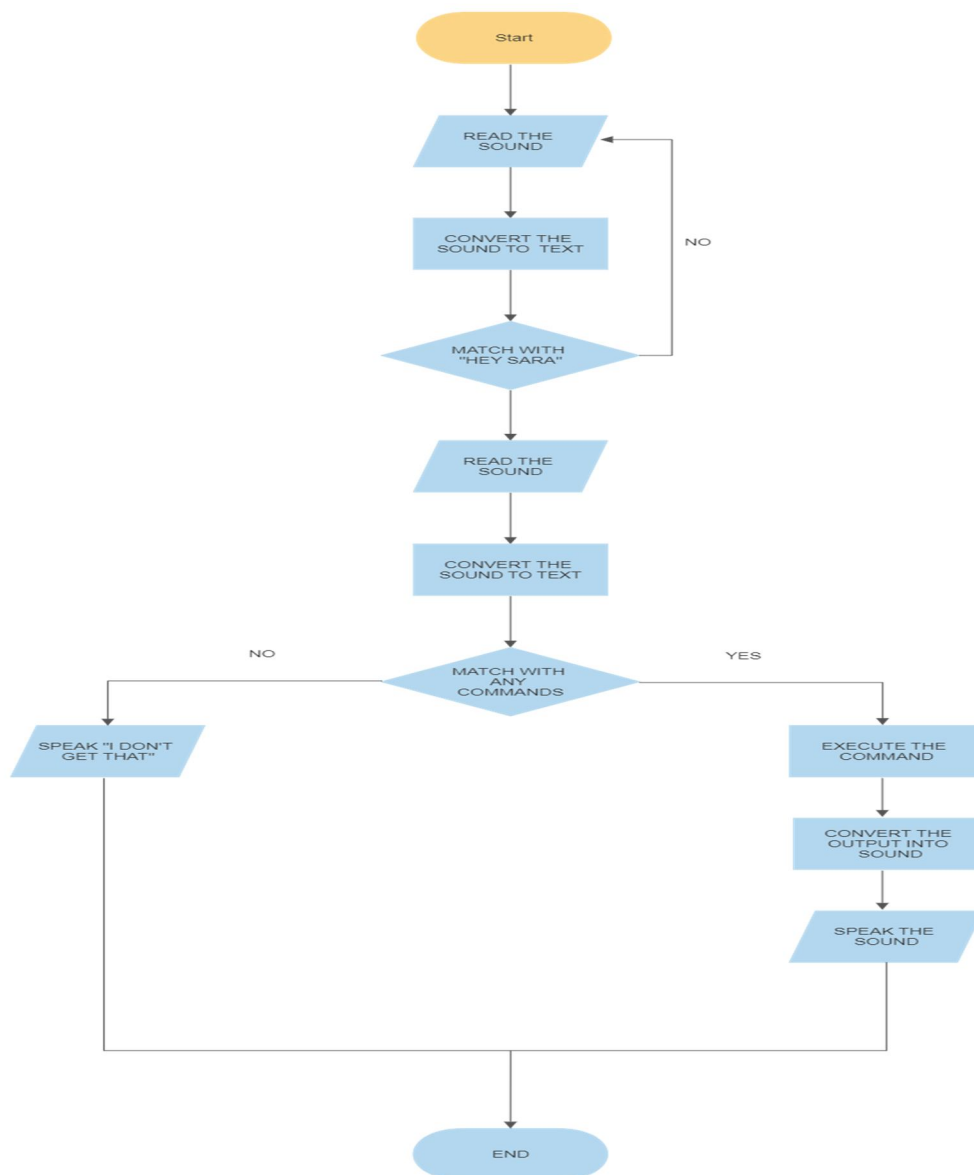 Start
READ THE
SOUND
CONVERT THE
SOUND TO TEXT
NO
MATCH WITH
"HEY SARA"
READ THE
SOUND
CONVERT THE
SOUND TO TEXT
NO
YES
MATCH WITH
ANY
COMMANDS
SPEAK "I DON'T
GET THAT"
EXECUTE THE
COMMAND
CONVERT THE
OUTPUT INTO
SOUND
SPEAK THE
SOUND
END